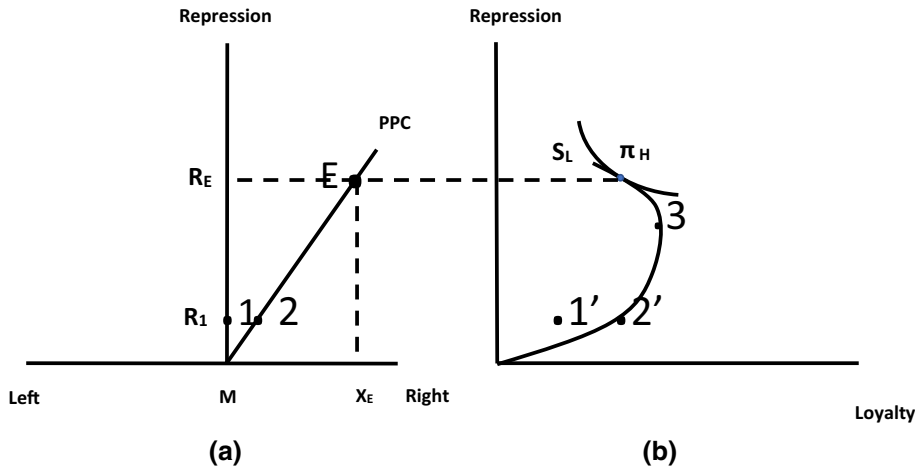 Repression
Repression
PPC
S_L
π_H
R_E
E
3
R_1
1
2
1’
2’
Left
M
X_E
Right
Loyalty
(a)
(b)